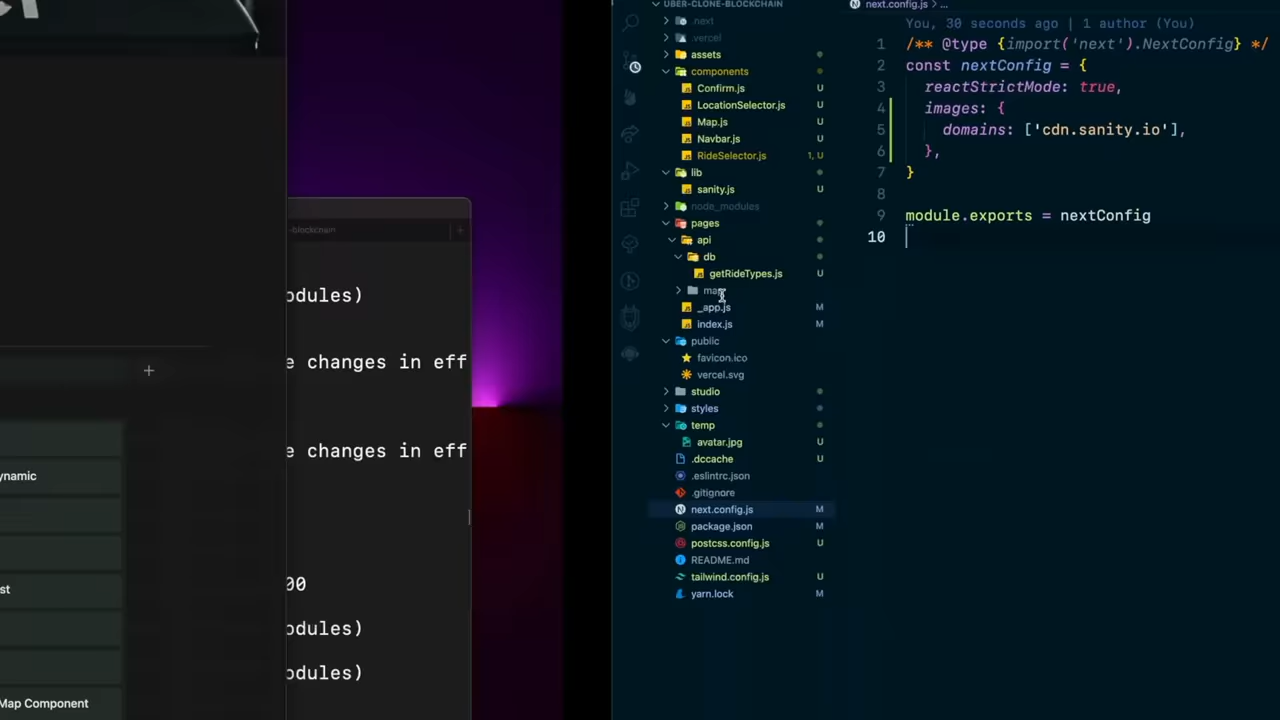 -blockchain
odules)
e changes in eff
e changes in eff
ynamic
st
00
odules)
odules)
Map Component
UBER-CLONE-BLOCKCHAIN
.next
.vercel
assets
components
Confirm.js U
LocationSelector.js U
Map.js U
Navbar.js U
RideSelector.js 1, U
lib
sanity.js U
node_modules
pages
api
db
getRideTypes.js U
_app.js M
index.js M
public
favicon.ico
vercel.svg
studio
styles
temp
avatar.jpg U
.dccache U
.eslintrc.json
.gitignore
next.config.js M
package.json M
postcss.config.js U
README.md
tailwind.config.js U
yarn.lock M
next.config.js > ...
You, 30 seconds ago | 1 author (You)
1 /** @type {import('next').NextConfig} */
2 const nextConfig = {
3 reactStrictMode: true,
4 images: {
5 domains: ['cdn.sanity.io'],
6 },
7 }
8
9 module.exports = nextConfig
10